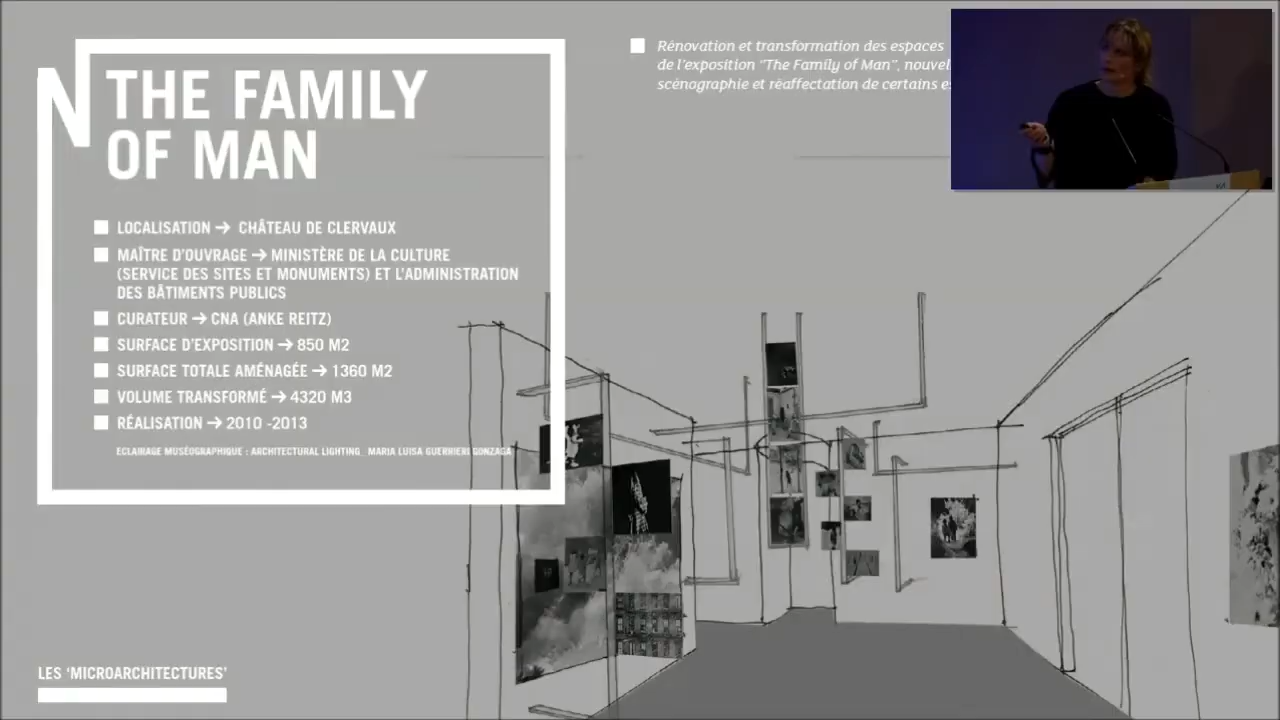 N
THE FAMILY
OF MAN
LOCALISATION → CHÂTEAU DE CLERVAUX
MAÎTRE D'OUVRAGE → MINISTÈRE DE LA CULTURE
(SERVICE DES SITES ET MONUMENTS) ET L'ADMINISTRATION
DES BÂTIMENTS PUBLICS
CURATEUR → CNA (ANKE REITZ)
SURFACE D'EXPOSITION → 850 M2
SURFACE TOTALE AMÉNAGÉE → 1360 M2
VOLUME TRANSFORMÉ → 4320 M3
RÉALISATION → 2010 -2013
ECLAIRAGE MUSÉOGRAPHIQUE : ARCHITECTURAL LIGHTING_ MARIA LUISA GUERRIERI GONZAGA
Rénovation et transformation des espaces
de l'exposition "The Family of Man", nouvel
scénographie et réaffectation de certains e
LES 'MICROARCHITECTURES'